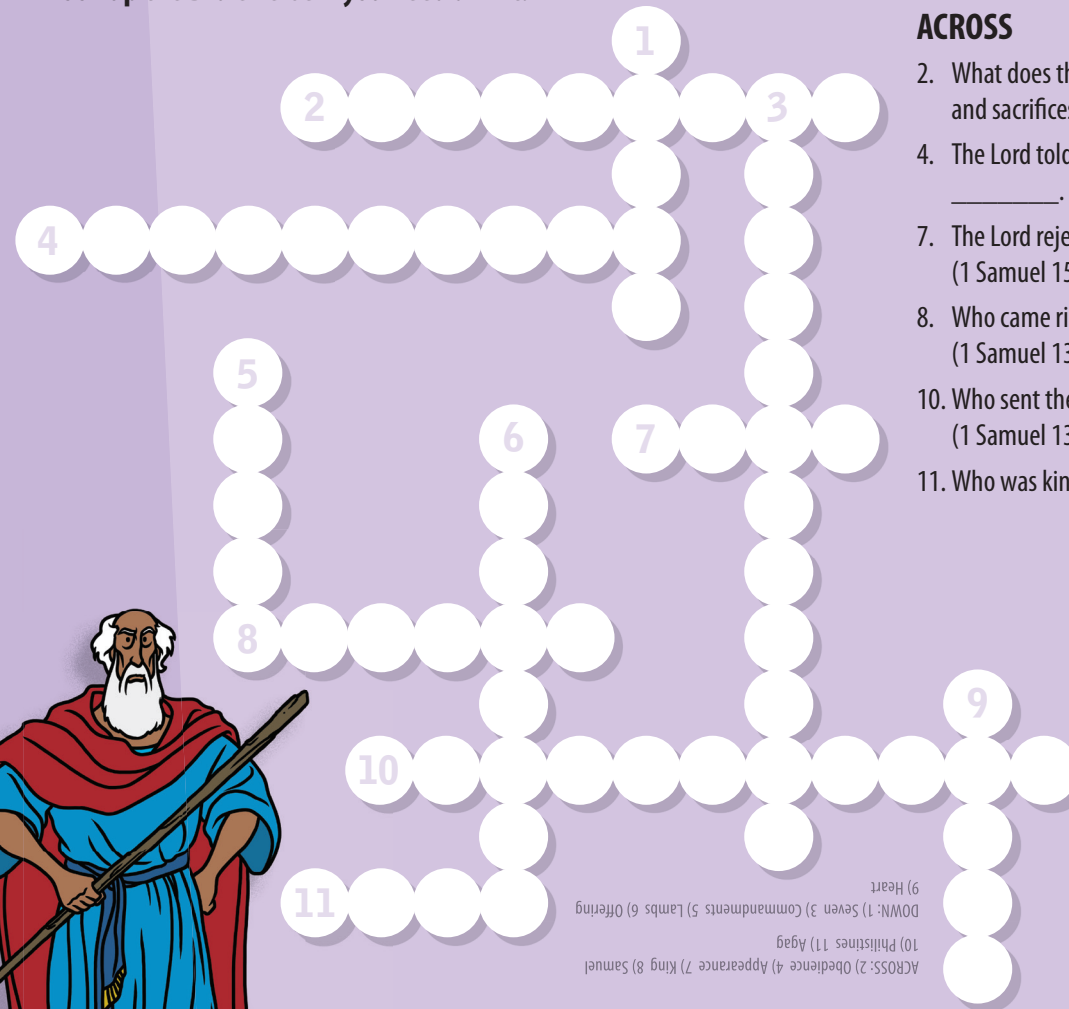 1
2
3
4
5
6
7
8
9
10
11
ACROSS
2. What does th
and sacrifices
4. The Lord told
_______.
7. The Lord reje
(1 Samuel 15
8. Who came ri
(1 Samuel 13
10. Who sent the
(1 Samuel 13
11. Who was kin
ACROSS: 2) Obedience 4) Appearance 7) King 8) Samuel
10) Philistines 11) Agag
DOWN: 1) Seven 3) Commandments 5) Lambs 6) Offering
9) Heart